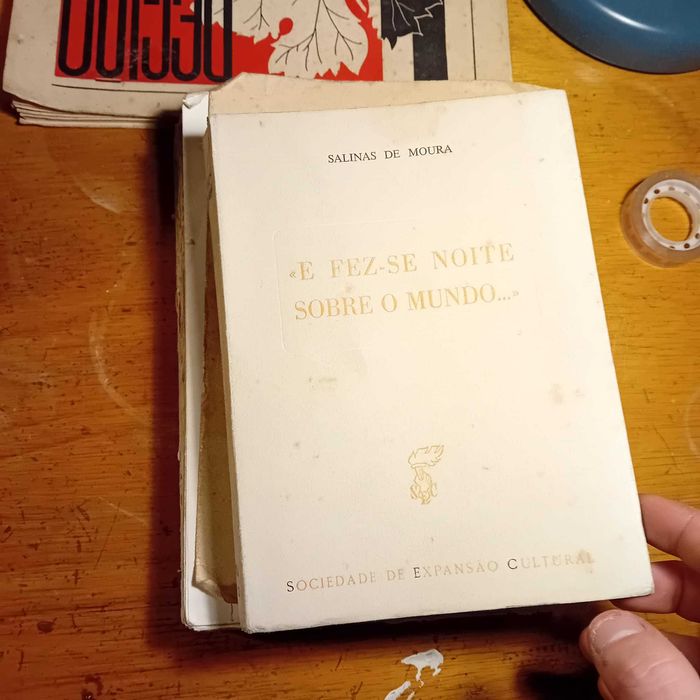 SALINAS DE MOURA
«E FEZ-SE NOITE
SOBRE O MUNDO...»
SOCIEDADE DE EXPANSÃO CULTURAL